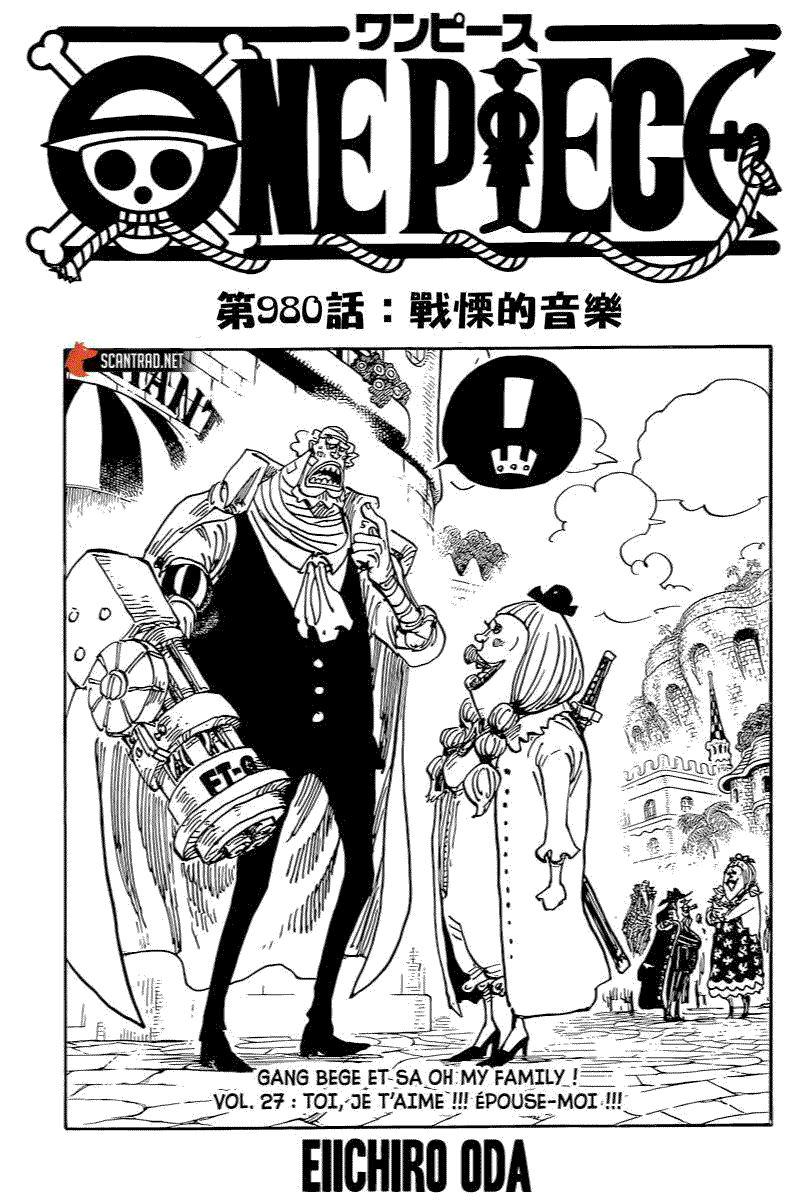 ワンピース
ONE PIECE
第980話：戰慄的音樂
SCANTRAD.NET
!
FT-G
GANG BEGE ET SA OH MY FAMILY !
VOL. 27 : TOI, JE T'AIME !!! ÉPOUSE-MOI !!!
EIICHIRO ODA